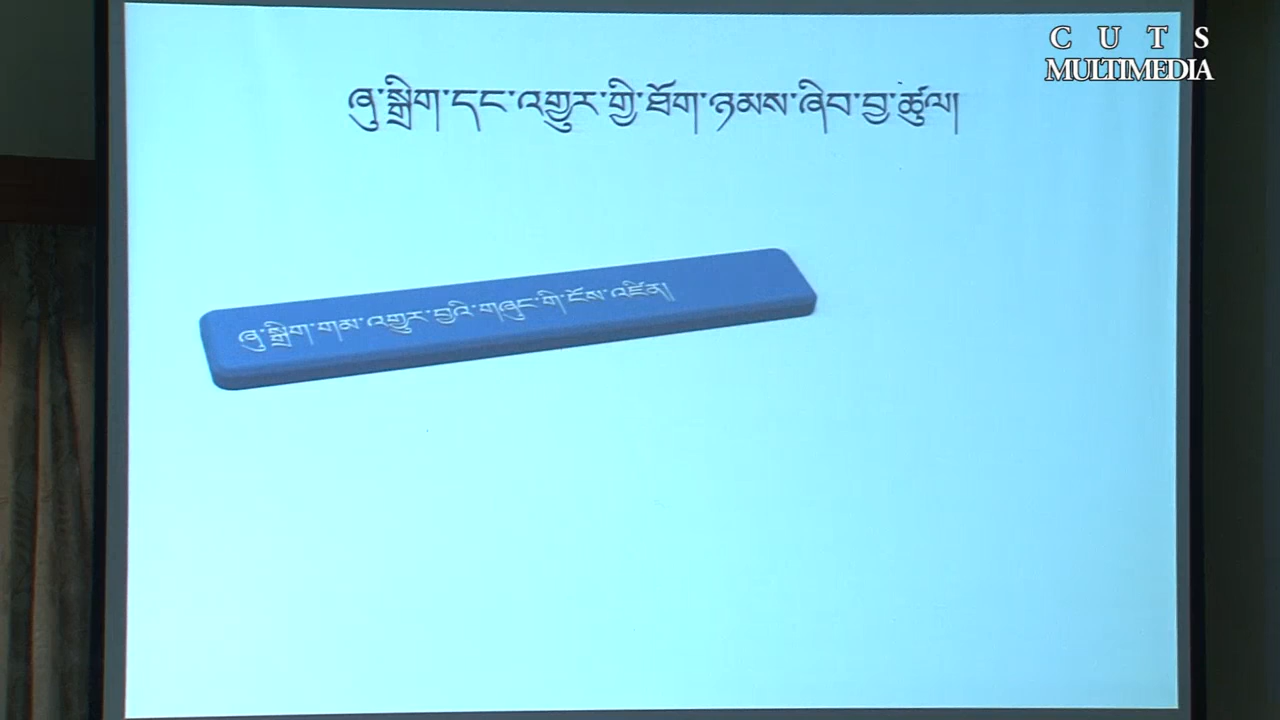 C U T S
MULTIMEDIA
ཞུ་སྒྲིག་དང་འགྱུར་གྱི་ཐོག་ཉམས་ཞིབ་བྱ་ཚུལ།
ཞུ་སྒྲིག་གམ་འགྱུར་བྱའི་གཞུང་གི་ངོས་འཛིན།